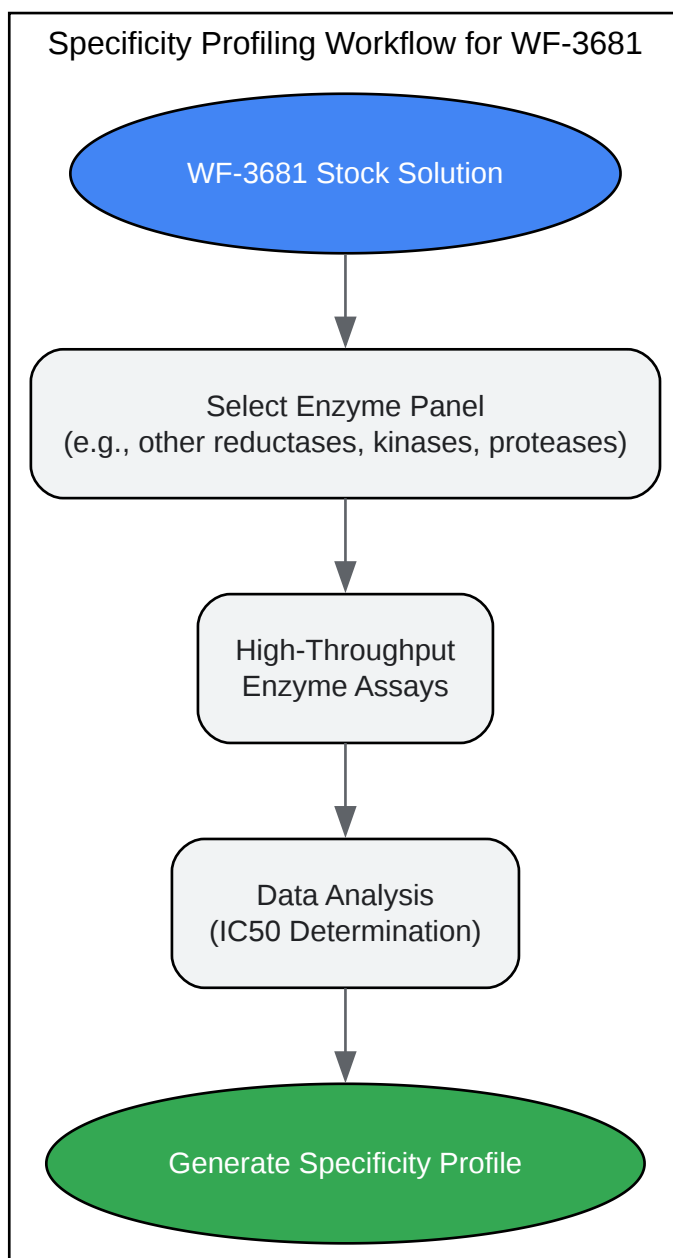 Specificity Profiling Workflow for WF-3681
WF-3681 Stock Solution
Select Enzyme Panel
(e.g., other reductases, kinases, proteases)
High-Throughput
Enzyme Assays
Data Analysis
(IC50 Determination)
Generate Specificity Profile